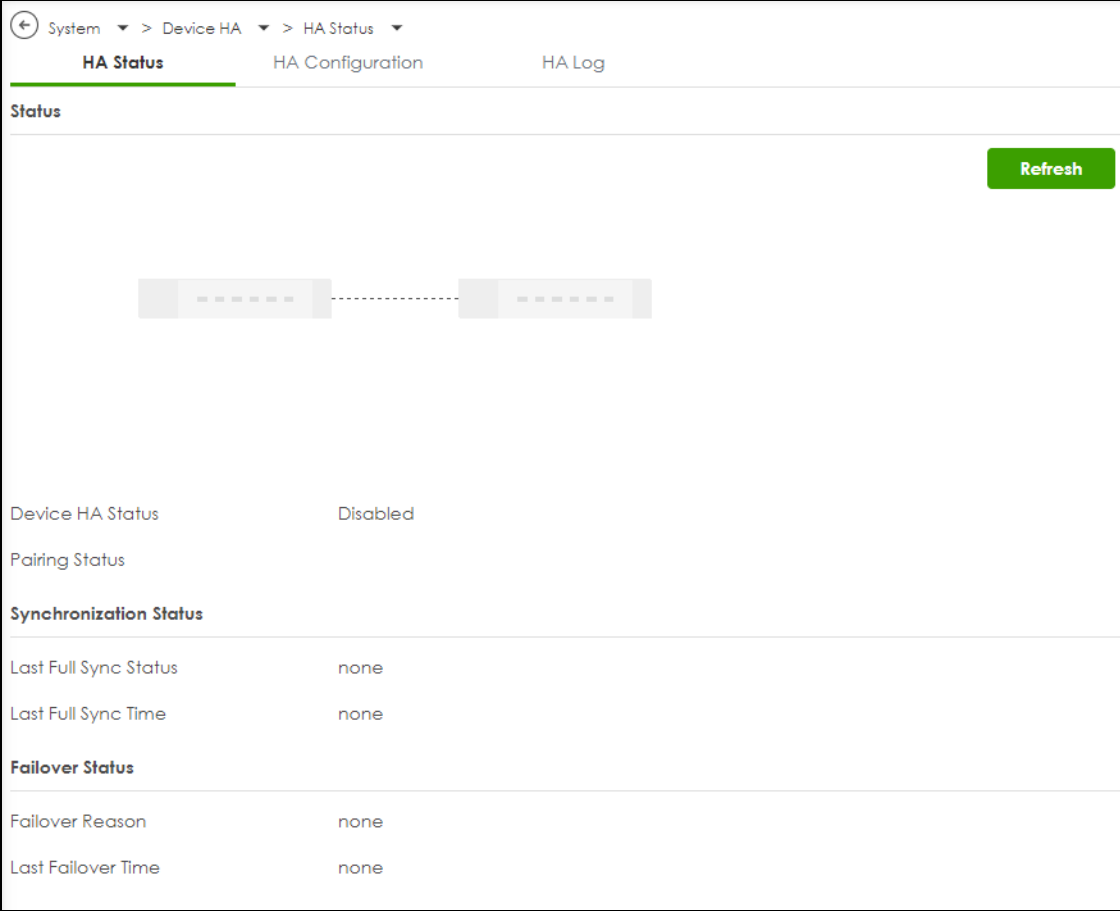 System > Device HA > HA Status
HA Status HA Configuration HA Log
Status
Refresh
Device HA Status Disabled
Pairing Status
Synchronization Status
Last Full Sync Status none
Last Full Sync Time none
Failover Status
Failover Reason none
Last Failover Time none